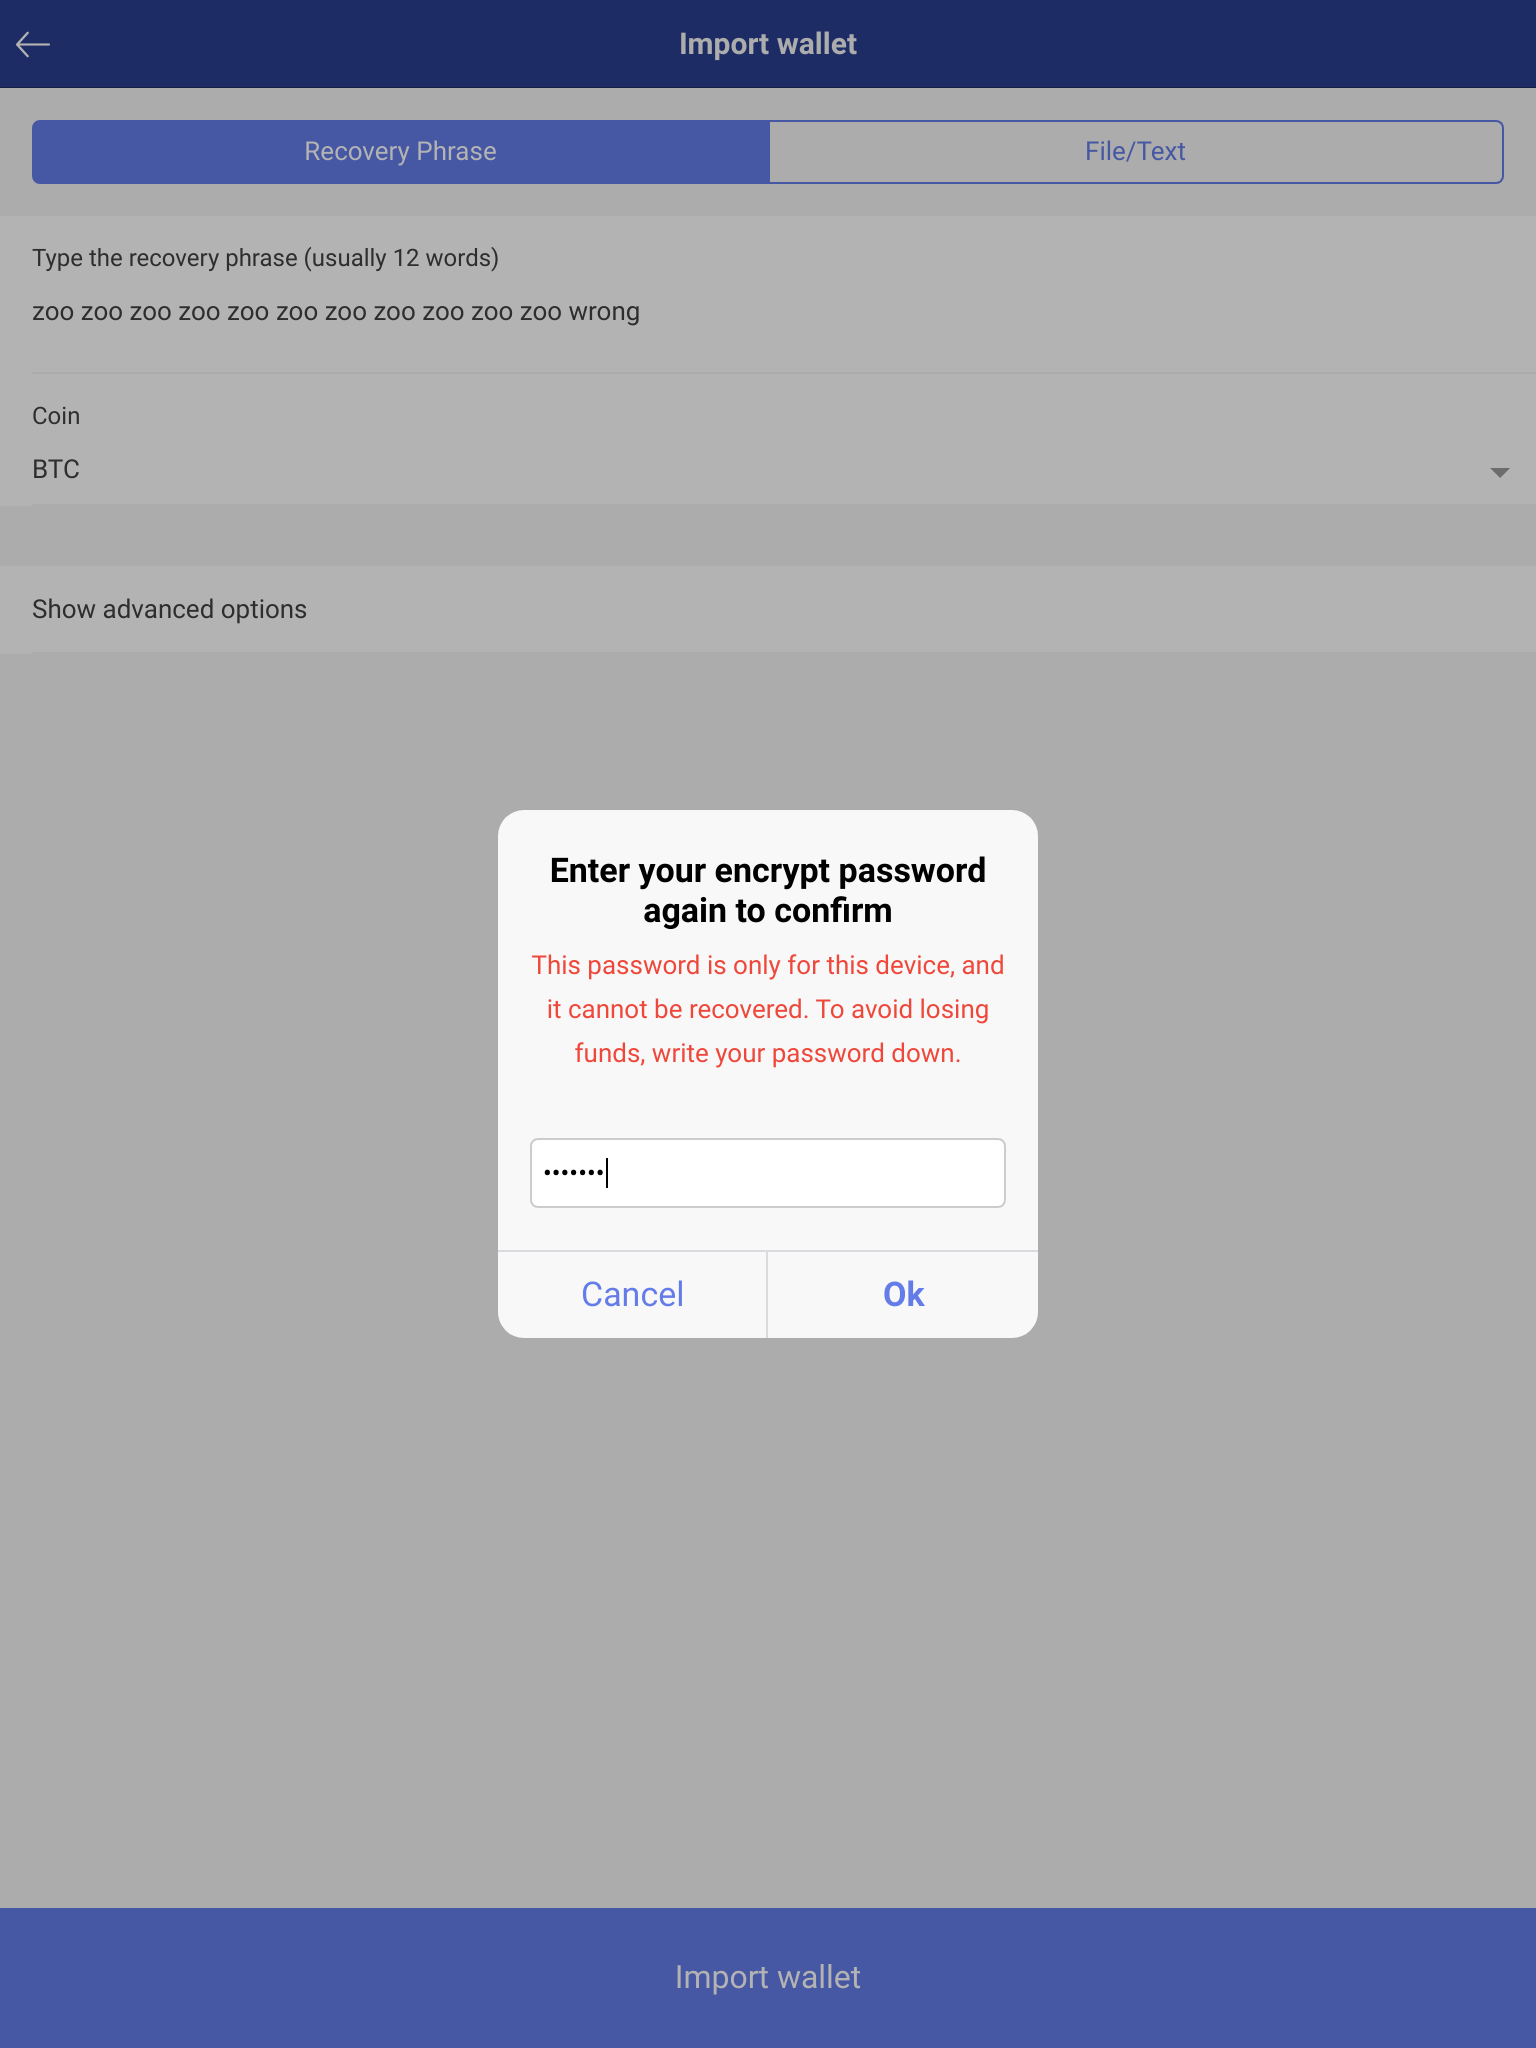 Import wallet
Recovery Phrase
File/Text
Type the recovery phrase (usually 12 words)
zoo zoo zoo zoo zoo zoo zoo zoo zoo zoo zoo wrong
Coin
BTC
Show advanced options
Enter your encrypt password
again to confirm
This password is only for this device, and
it cannot be recovered. To avoid losing
funds, write your password down.
•••••••
Cancel
Ok
Import wallet